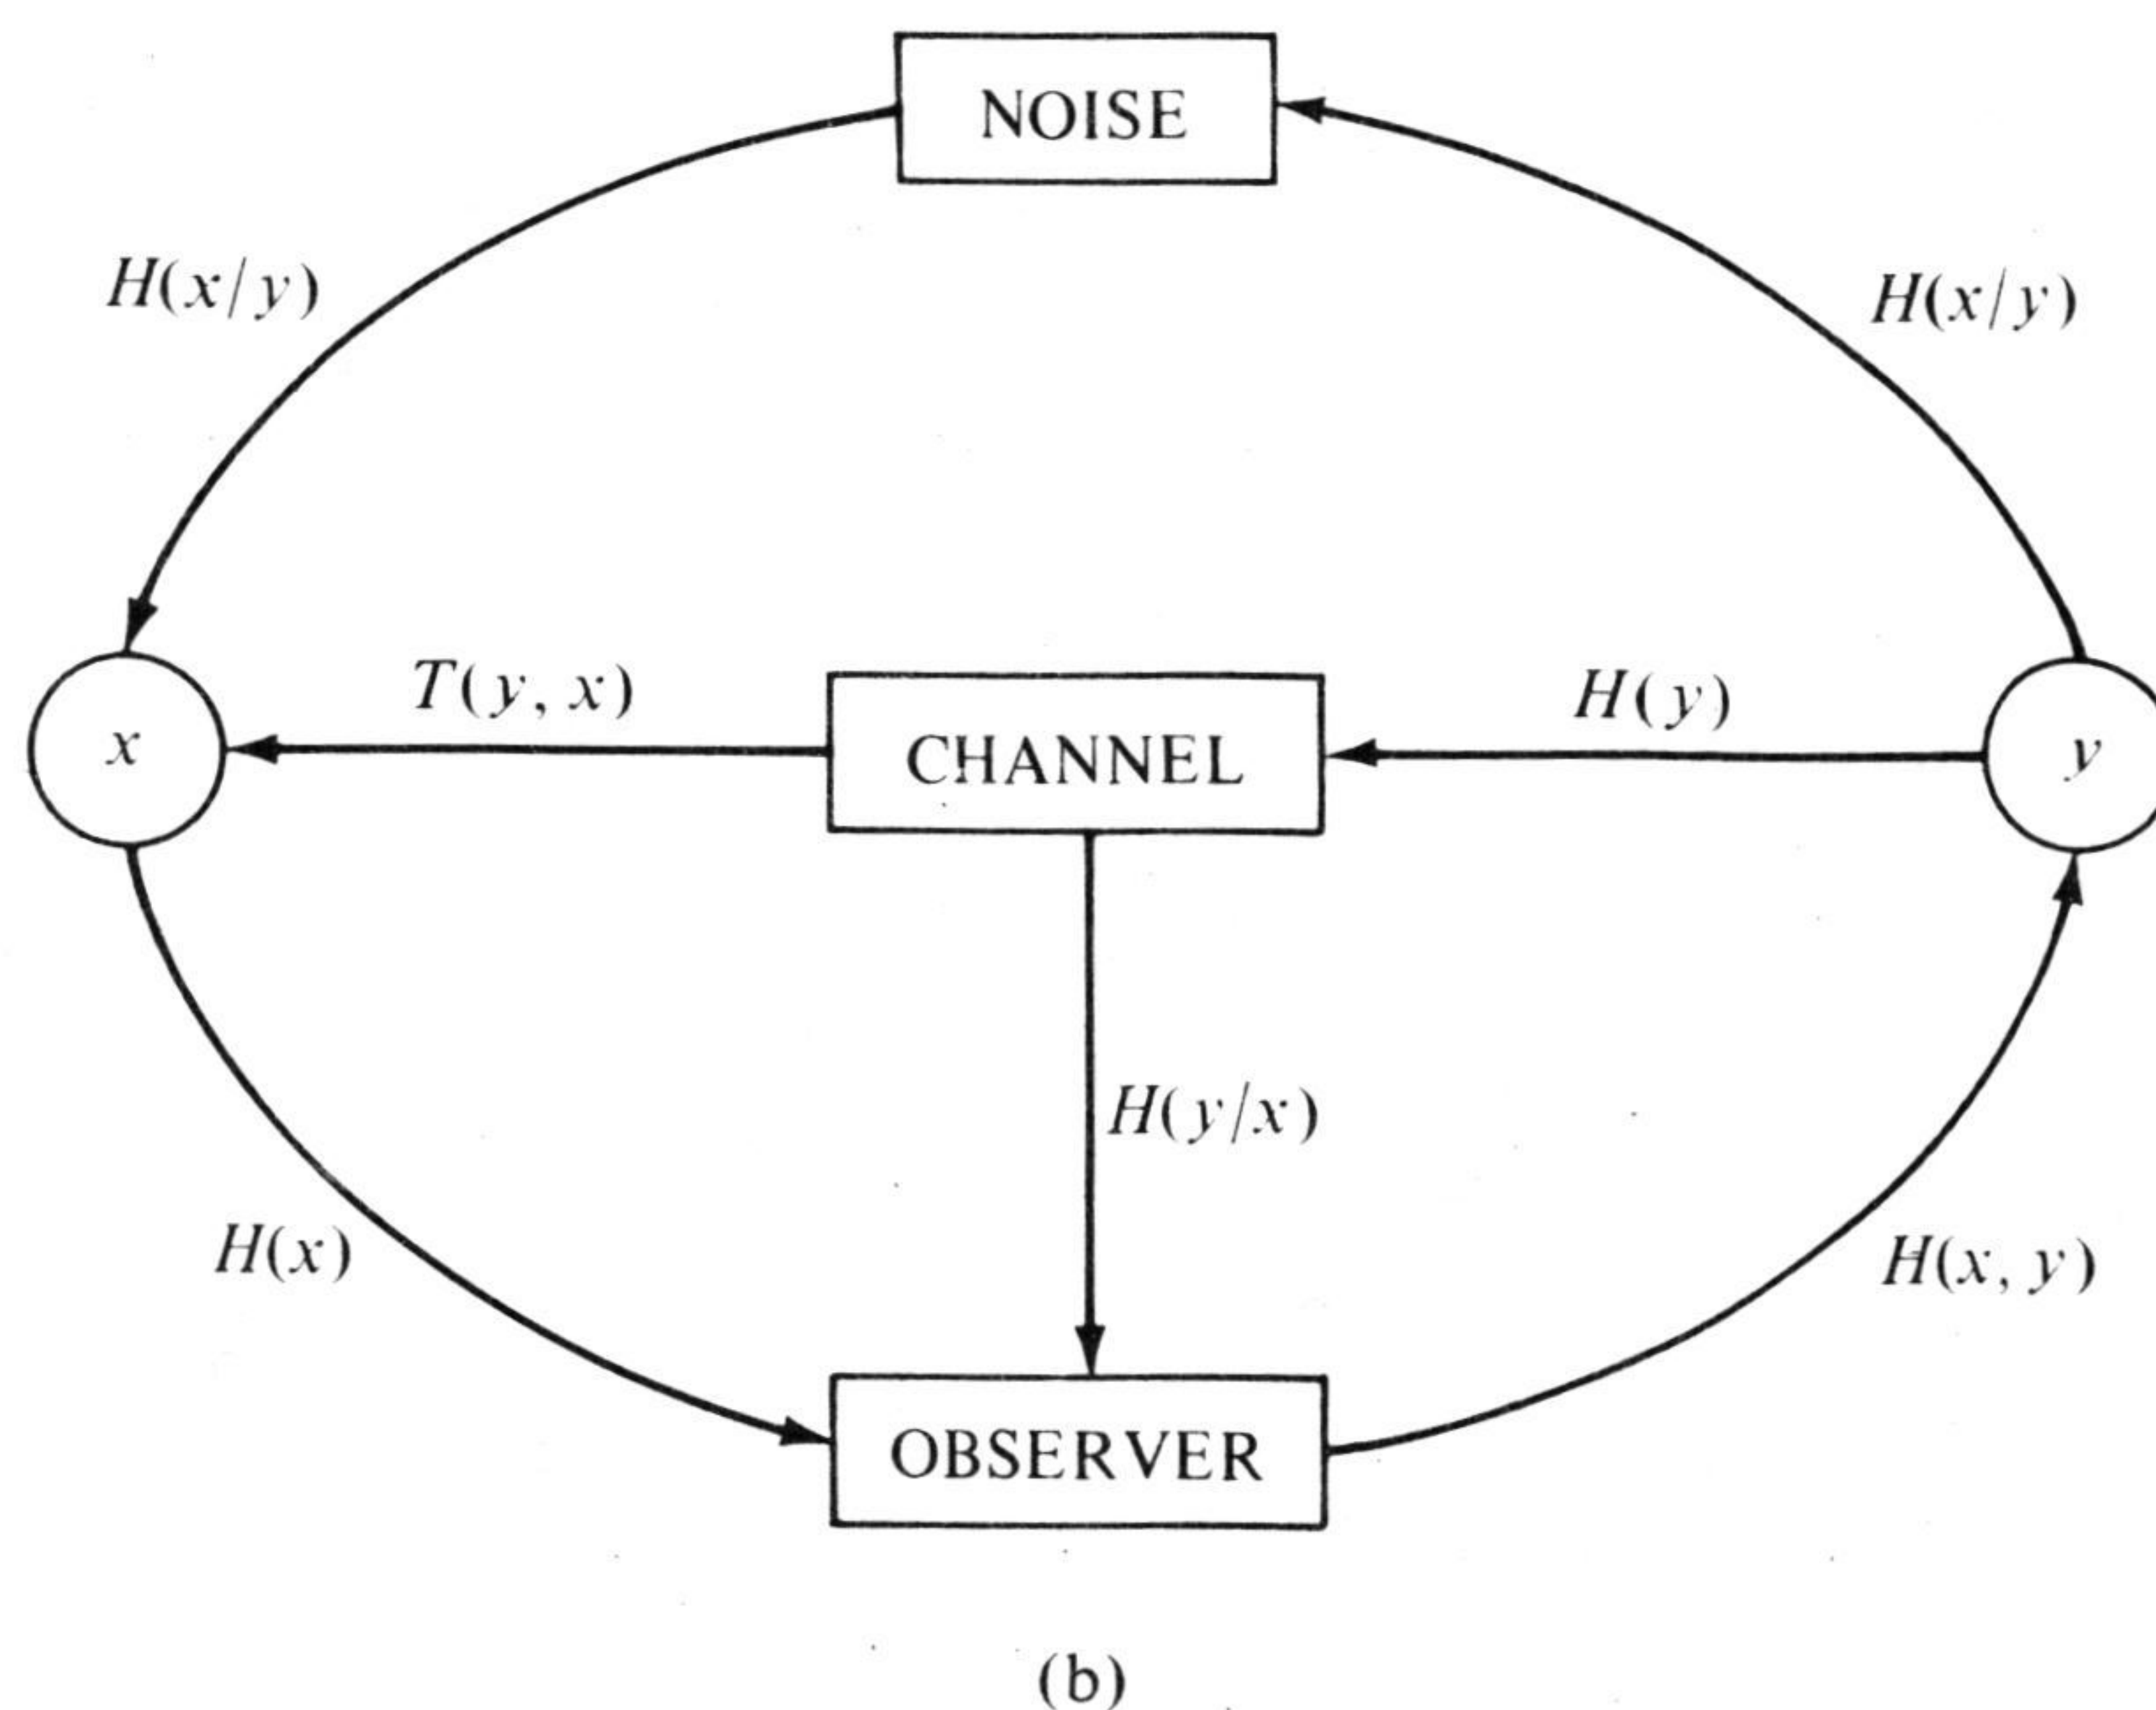 NOISE
H(x/y)
H(x/y)
T(y, x)
H(y)
x
CHANNEL
y
H(y/x)
H(x)
H(x, y)
OBSERVER
(b)